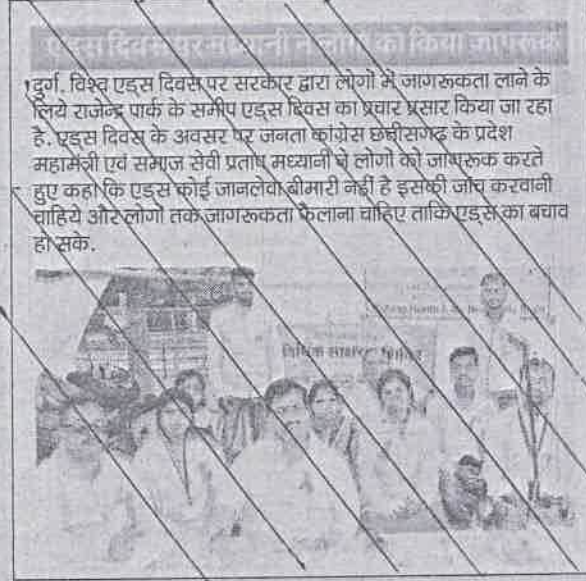 एड्स दिवस पर मध्यानी ने लोगों को किया जागरूक
दुर्ग. विश्व एड्स दिवस पर सरकार द्वारा लोगों में जागरूकता लाने के
लिये राजेन्द्र पार्क के समीप एड्स दिवस का प्रचार प्रसार किया जा रहा
है. एड्स दिवस के अवसर पर जनता कांग्रेस छत्तीसगढ़ के प्रदेश
महामंत्री एवं समाज सेवी प्रताप मध्यानी ने लोगों को जागरूक करते
हुए कहा कि एड्स कोई जानलेवा बीमारी नहीं है इसकी जांच करवानी
चाहिये और लोगों तक जागरूकता फैलाना चाहिए ताकि एड्स का बचाव
हो सके.
विधिक साक्षरता शिविर